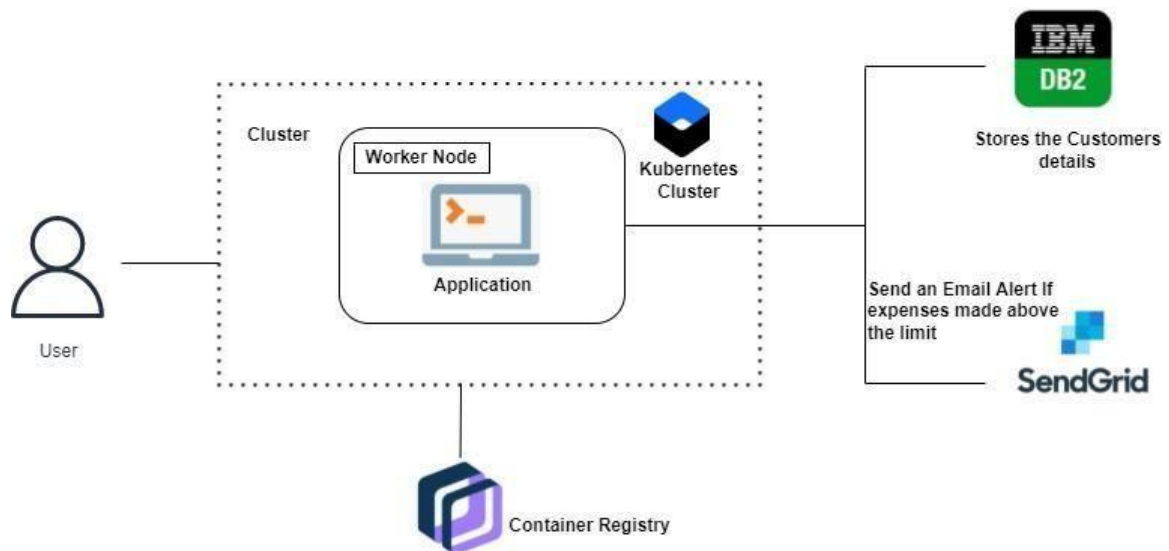 IBM
DB2
Stores the Customers
details
Cluster
Worker Node
Kubernetes
Cluster
Application
User
Send an Email Alert If
expenses made above
the limit
SendGrid
Container Registry